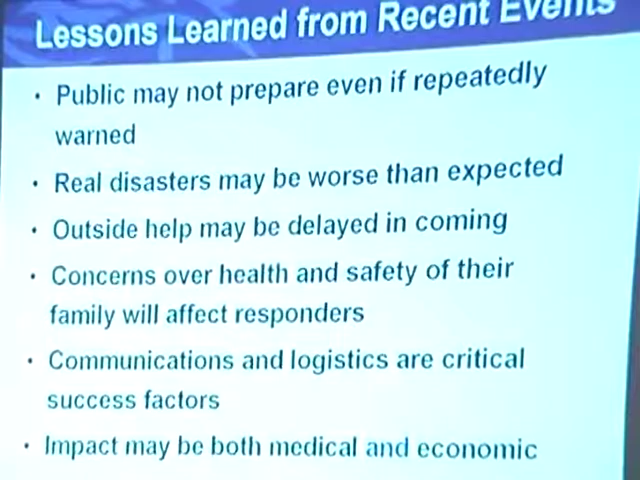 Lessons Learned from Recent Events
• Public may not prepare even if repeatedly
warned
• Real disasters may be worse than expected
• Outside help may be delayed in coming
• Concerns over health and safety of their
family will affect responders
• Communications and logistics are critical
success factors
• Impact may be both medical and economic